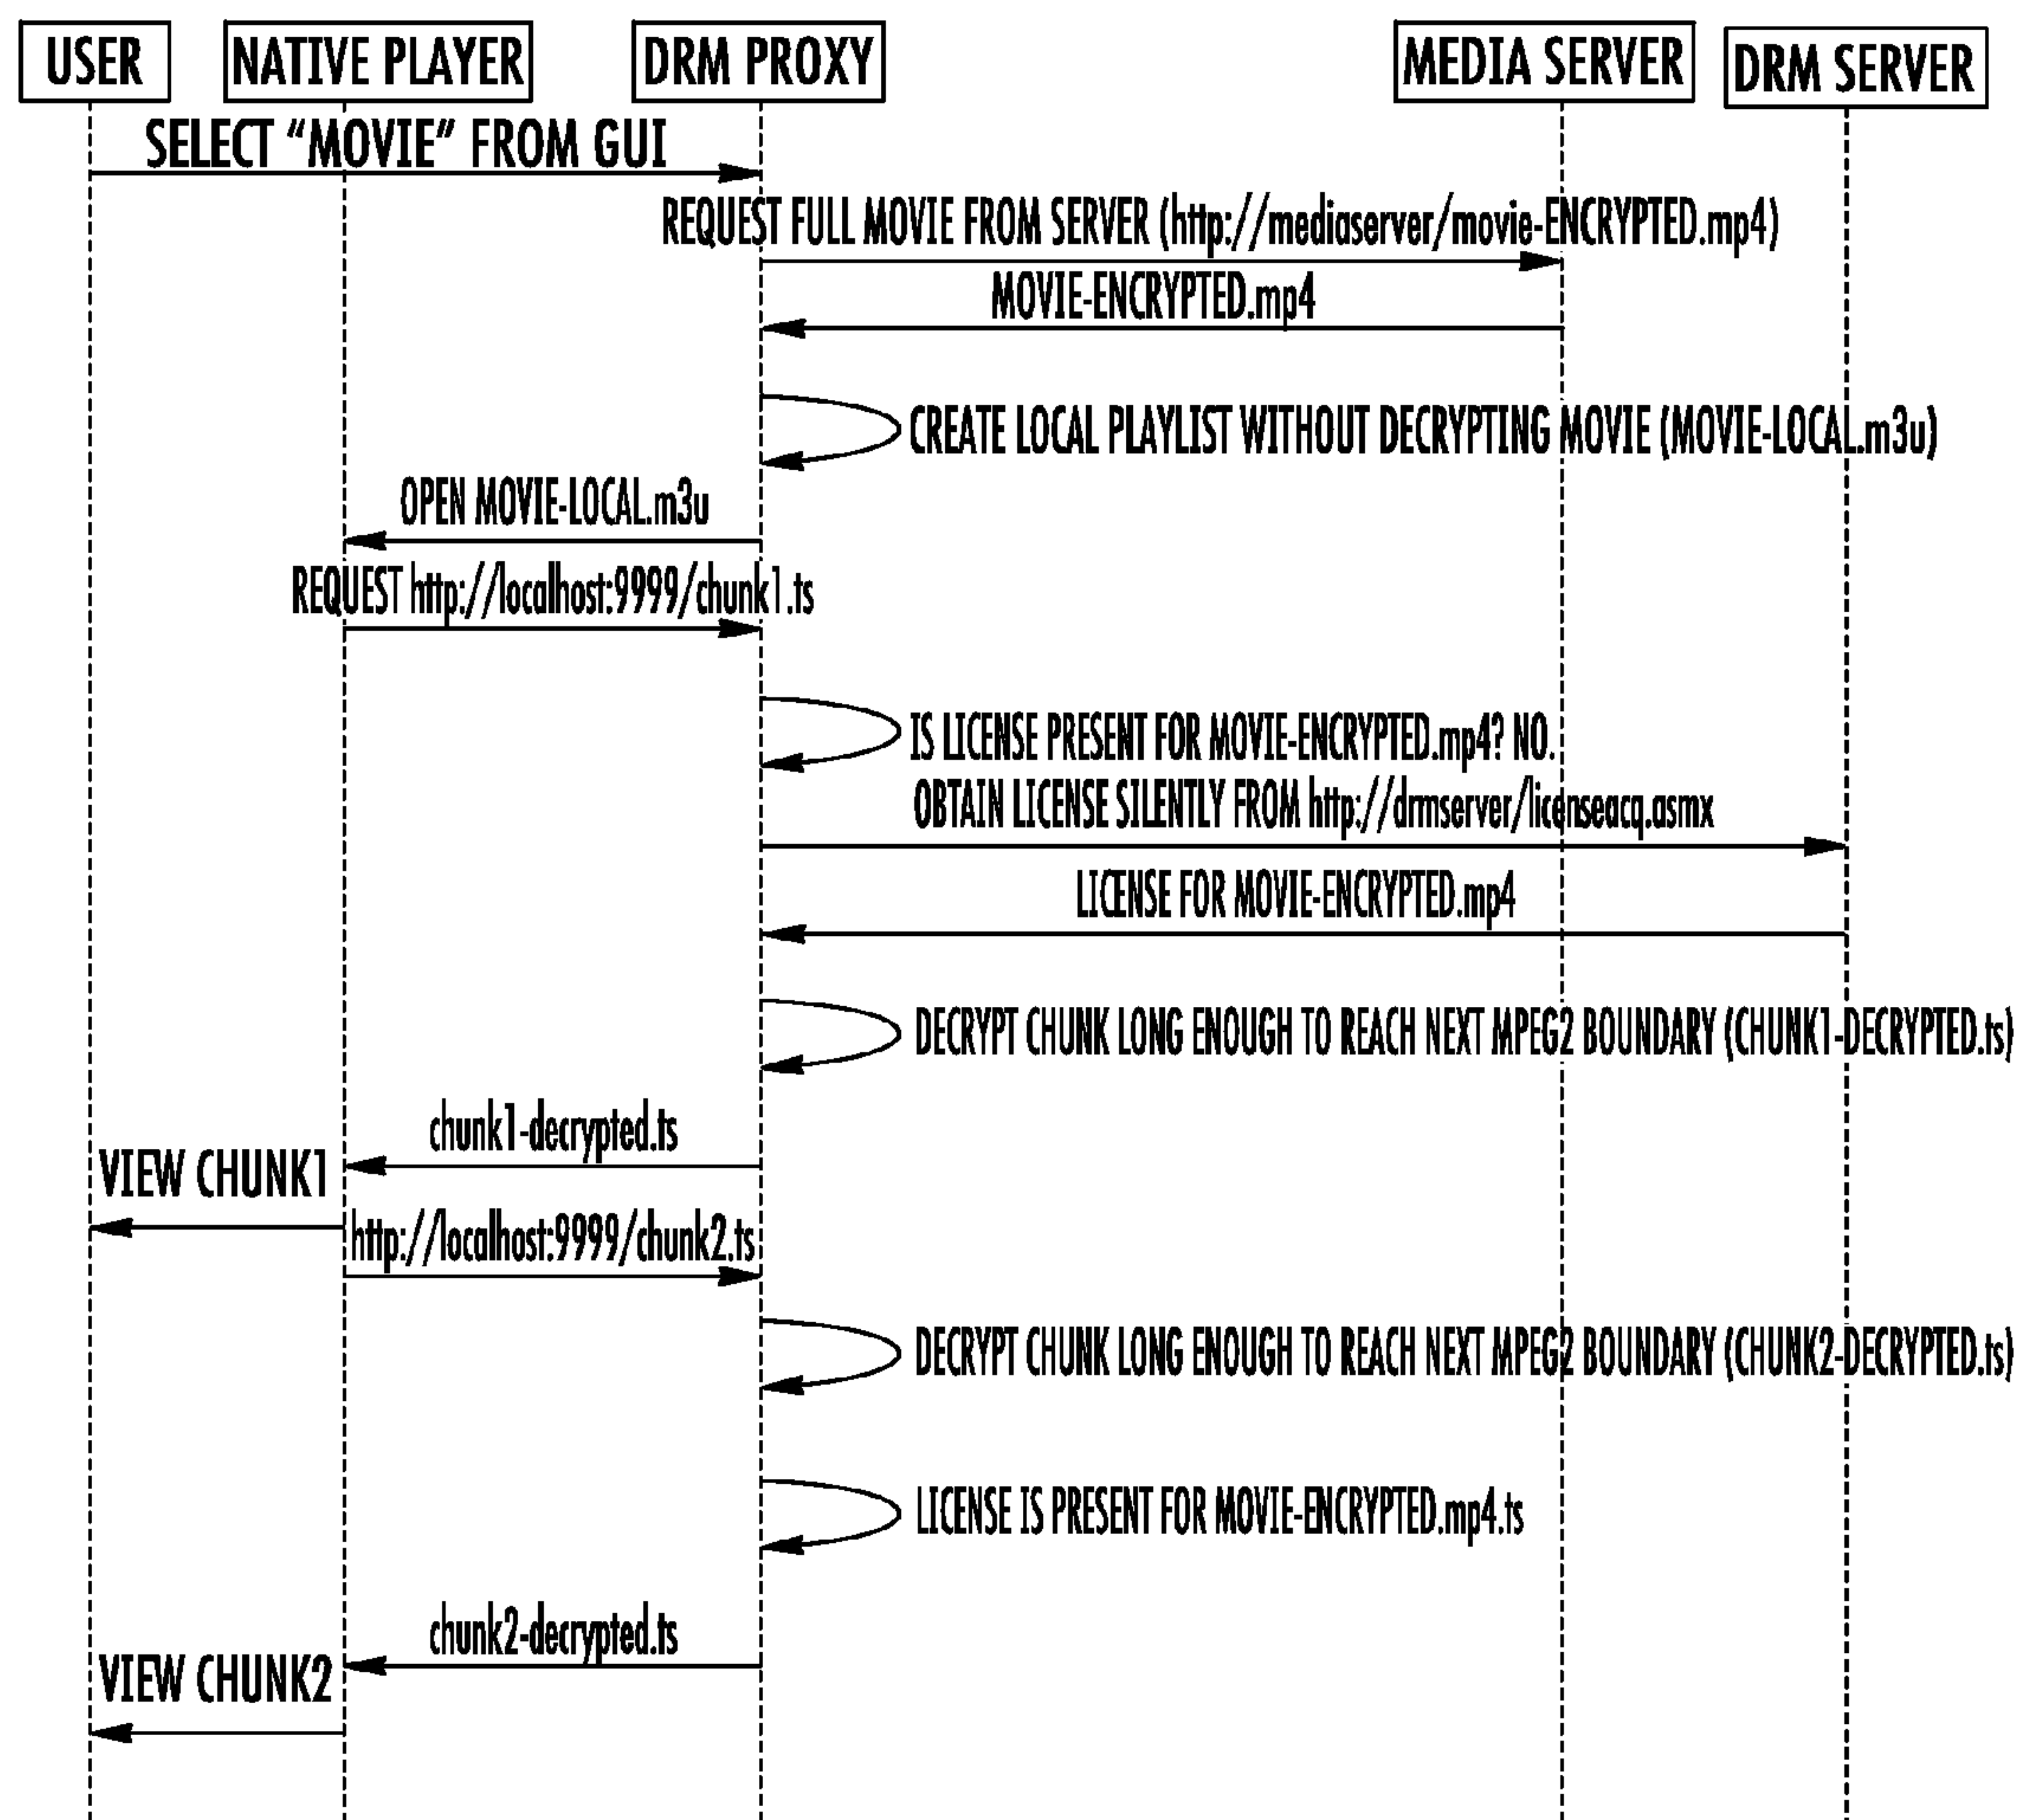 USER
NATIVE PLAYER
DRM PROXY
MEDIA SERVER
DRM SERVER
SELECT “MOVIE” FROM GUI
REQUEST FULL MOVIE FROM SERVER (http://mediaserver/movie-ENCRYPTED.mp4)
MOVIE-ENCRYPTED.mp4
CREATE LOCAL PLAYLIST WITHOUT DECRYPTING MOVIE (MOVIE-LOCAL.m3u)
OPEN MOVIE-LOCAL.m3u
REQUEST http://localhost:9999/chunk1.ts
IS LICENSE PRESENT FOR MOVIE-ENCRYPTED.mp4? NO.
OBTAIN LICENSE SILENTLY FROM http://drmserver/licenseacq.asmx
LICENSE FOR MOVIE-ENCRYPTED.mp4
DECRYPT CHUNK LONG ENOUGH TO REACH NEXT MPEG2 BOUNDARY (CHUNK1-DECRYPTED.ts)
chunk1-decrypted.ts
VIEW CHUNK1
http://localhost:9999/chunk2.ts
DECRYPT CHUNK LONG ENOUGH TO REACH NEXT MPEG2 BOUNDARY (CHUNK2-DECRYPTED.ts)
LICENSE IS PRESENT FOR MOVIE-ENCRYPTED.mp4.ts
chunk2-decrypted.ts
VIEW CHUNK2